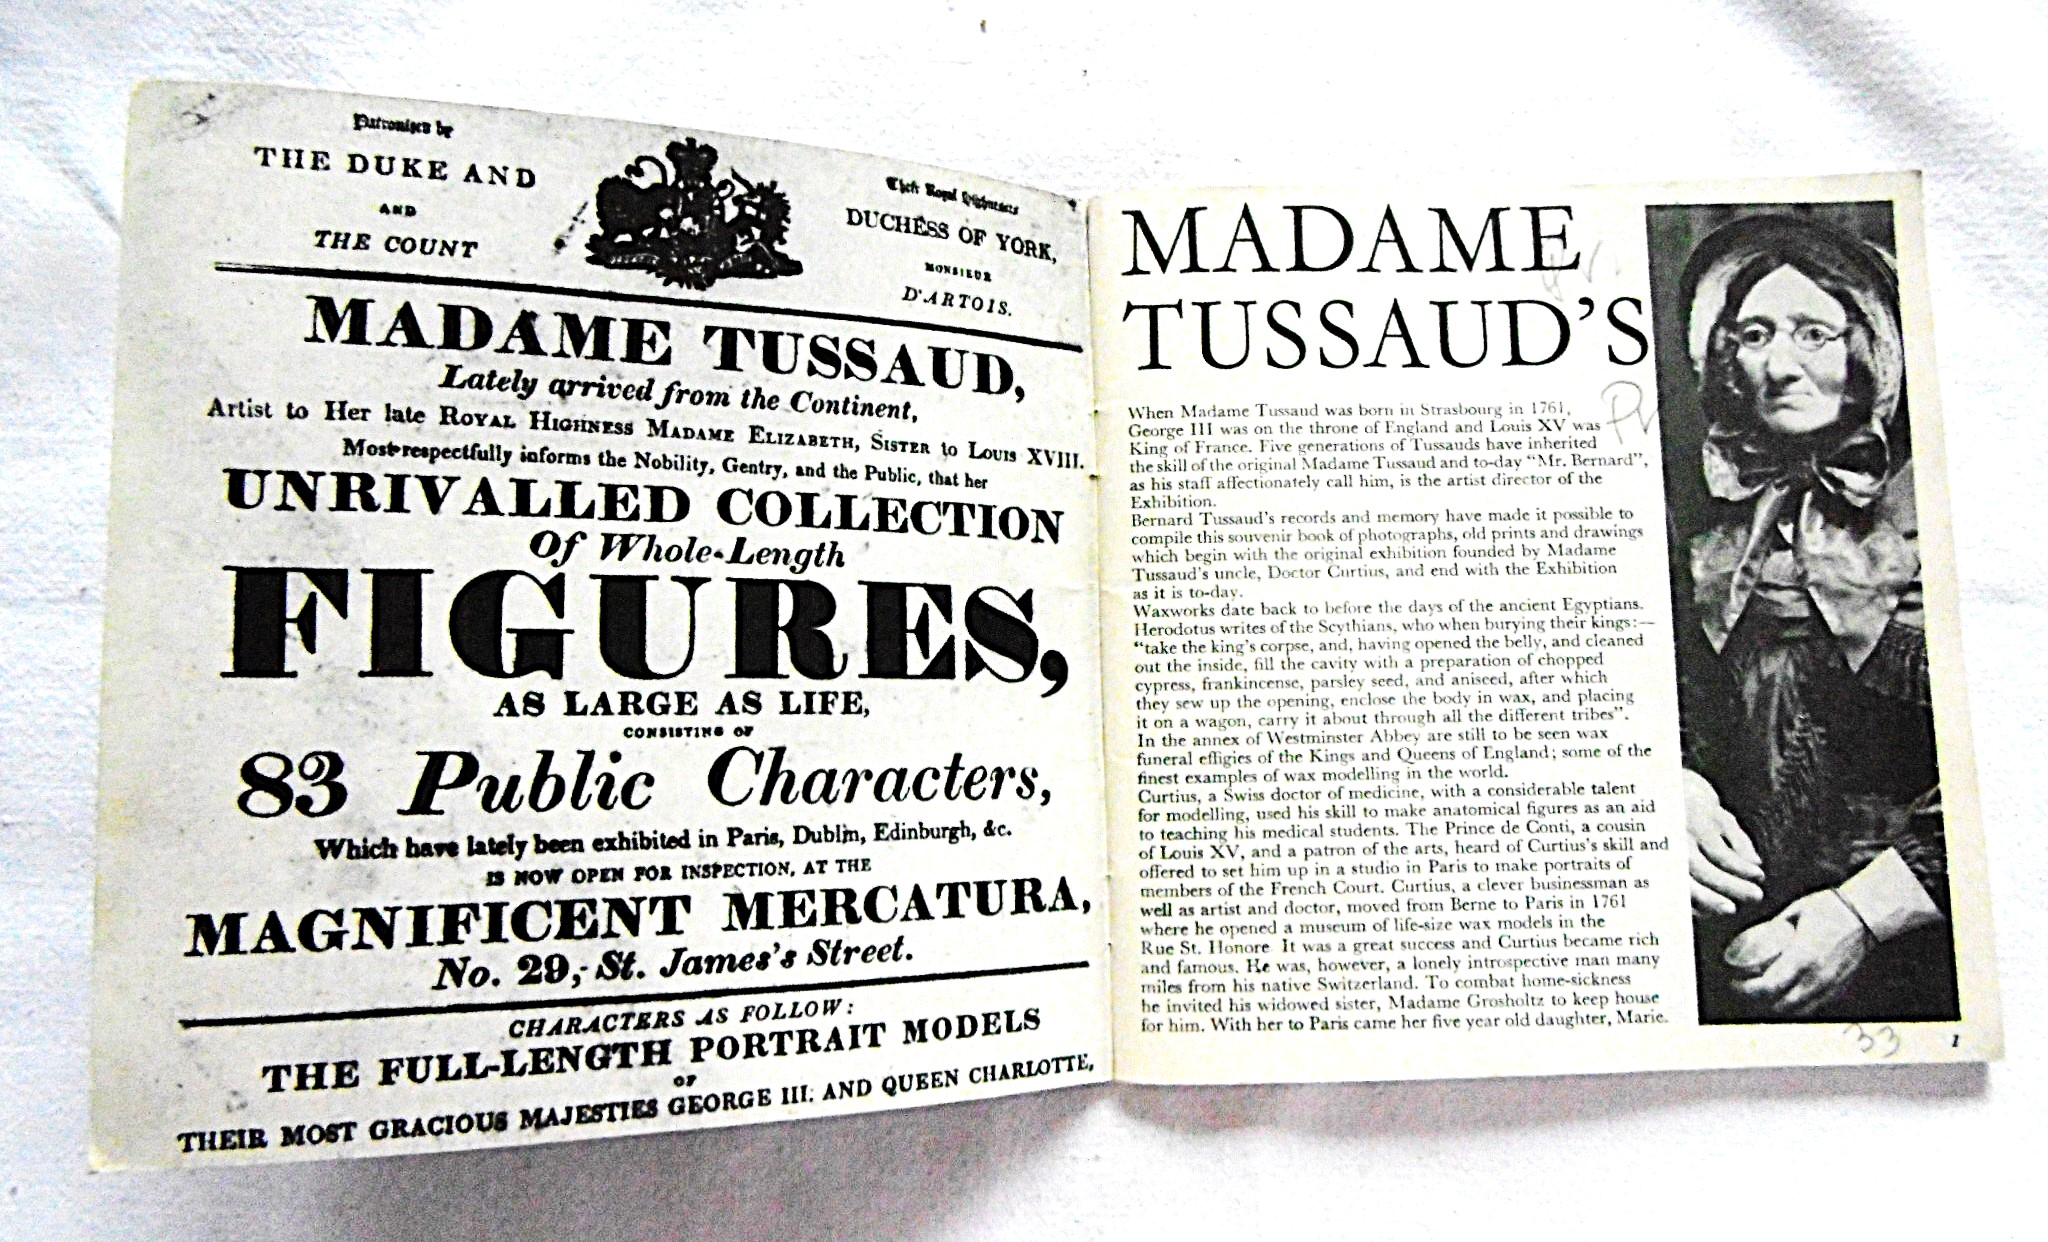 Patronised by
THE DUKE AND
AND
THE COUNT
Their Royal Highnesses
DUCHESS OF YORK,
MONSIEUR
D'ARTOIS.
MADAME TUSSAUD,
Lately arrived from the Continent,
Artist to Her late ROYAL HIGHNESS MADAME ELIZABETH, SISTER to LOUIS XVIII.
Most respectfully informs the Nobility, Gentry, and the Public, that her
UNRIVALLED COLLECTION
Of Whole-Length
FIGURES,
AS LARGE AS LIFE,
CONSISTING OF
83 Public Characters,
Which have lately been exhibited in Paris, Dublin, Edinburgh, &c.
IS NOW OPEN FOR INSPECTION, AT THE
MAGNIFICENT MERCATURA,
No. 29, St. James's Street.
CHARACTERS AS FOLLOW:
THE FULL-LENGTH PORTRAIT MODELS
OF
THEIR MOST GRACIOUS MAJESTIES GEORGE III. AND QUEEN CHARLOTTE,
MADAME
TUSSAUD'S
When Madame Tussaud was born in Strasbourg in 1761,
George III was on the throne of England and Louis XV was
King of France. Five generations of Tussauds have inherited
the skill of the original Madame Tussaud and to-day "Mr. Bernard",
as his staff affectionately call him, is the artist director of the
Exhibition.
Bernard Tussaud's records and memory have made it possible to
compile this souvenir book of photographs, old prints and drawings
which begin with the original exhibition founded by Madame
Tussaud's uncle, Doctor Curtius, and end with the Exhibition
as it is to-day.
Waxworks date back to before the days of the ancient Egyptians.
Herodotus writes of the Scythians, who when burying their kings:—
"take the king's corpse, and, having opened the belly, and cleaned
out the inside, fill the cavity with a preparation of chopped
cypress, frankincense, parsley seed, and aniseed, after which
they sew up the opening, enclose the body in wax, and placing
it on a wagon, carry it about through all the different tribes".
In the annex of Westminster Abbey are still to be seen wax
funeral effigies of the Kings and Queens of England; some of the
finest examples of wax modelling in the world.
Curtius, a Swiss doctor of medicine, with a considerable talent
for modelling, used his skill to make anatomical figures as an aid
to teaching his medical students. The Prince de Conti, a cousin
of Louis XV, and a patron of the arts, heard of Curtius's skill and
offered to set him up in a studio in Paris to make portraits of
members of the French Court. Curtius, a clever businessman as
well as artist and doctor, moved from Berne to Paris in 1761
where he opened a museum of life-size wax models in the
Rue St. Honore It was a great success and Curtius became rich
and famous. He was, however, a lonely introspective man many
miles from his native Switzerland. To combat home-sickness
he invited his widowed sister, Madame Grosholtz to keep house
for him. With her to Paris came her five year old daughter, Marie.
33
1